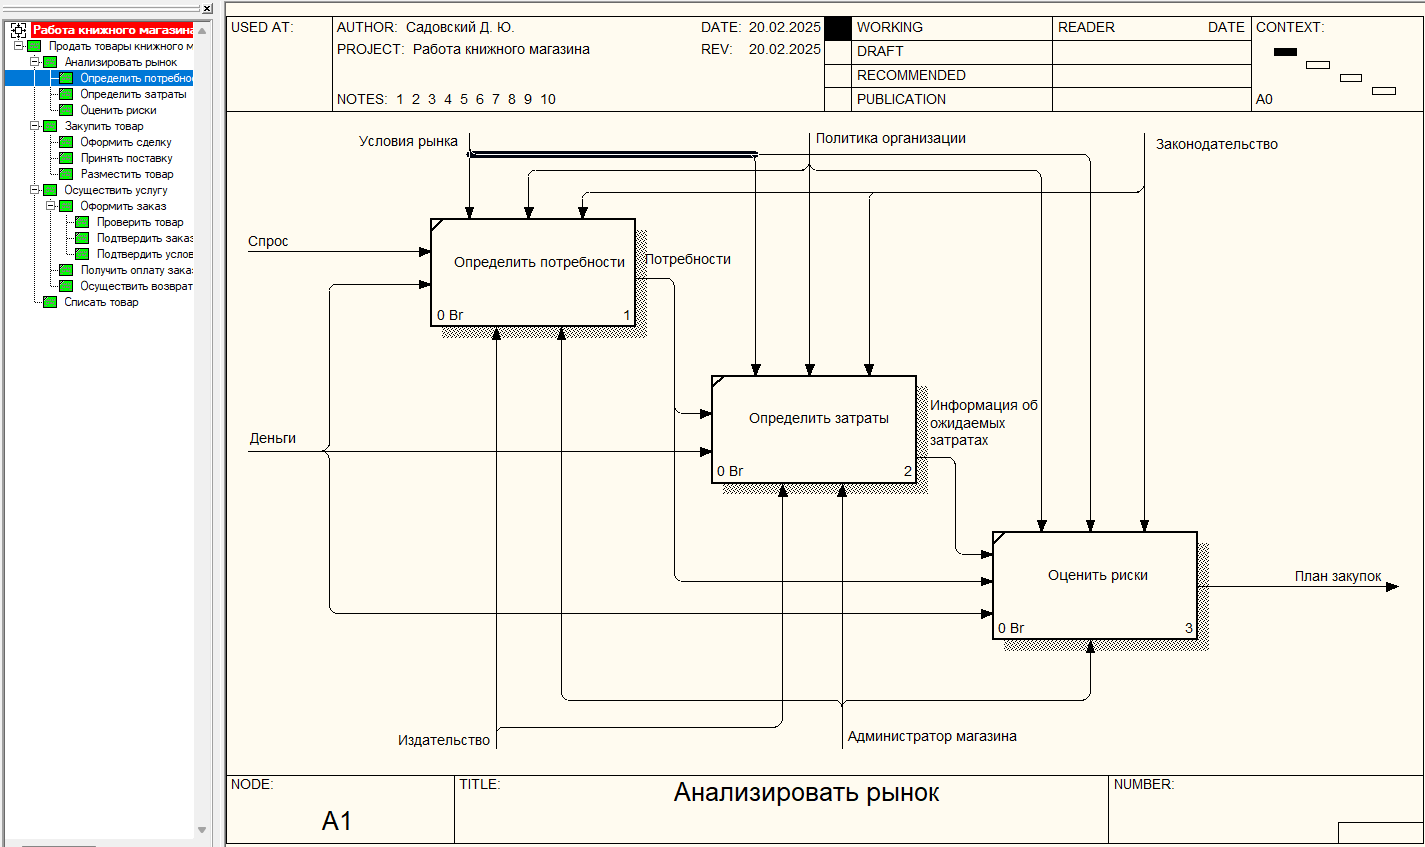 Работа книжного магазина
Продать товары книжного м
Анализировать рынок
Определить потребно
Определить затраты
Оценить риски
Закупить товар
Оформить сделку
Принять поставку
Разместить товар
Осуществить услугу
Оформить заказ
Проверить товар
Подтвердить заказ
Подтвердить услов
Получить оплату зака
Осуществить возврат
Списать товар
USED AT:
AUTHOR: Садовский Д. Ю.
DATE: 20.02.2025
PROJECT: Работа книжного магазина
REV: 20.02.2025
NOTES: 1 2 3 4 5 6 7 8 9 10
WORKING
DRAFT
RECOMMENDED
PUBLICATION
READER DATE
CONTEXT:
A0
Условия рынка
Политика организации
Законодательство
Спрос
Определить потребности
0 Br 1
Потребности
Деньги
Определить затраты
0 Br 2
Информация об
ожидаемых
затратах
Оценить риски
0 Br 3
План закупок
Издательство
Администратор магазина
NODE:
A1
TITLE:
Анализировать рынок
NUMBER: